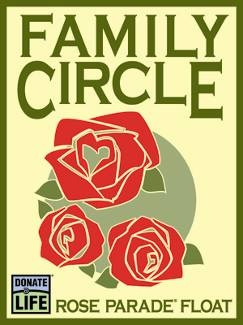 FAMILY
CIRCLE
DONATE
LIFE
ROSE PARADE® FLOAT